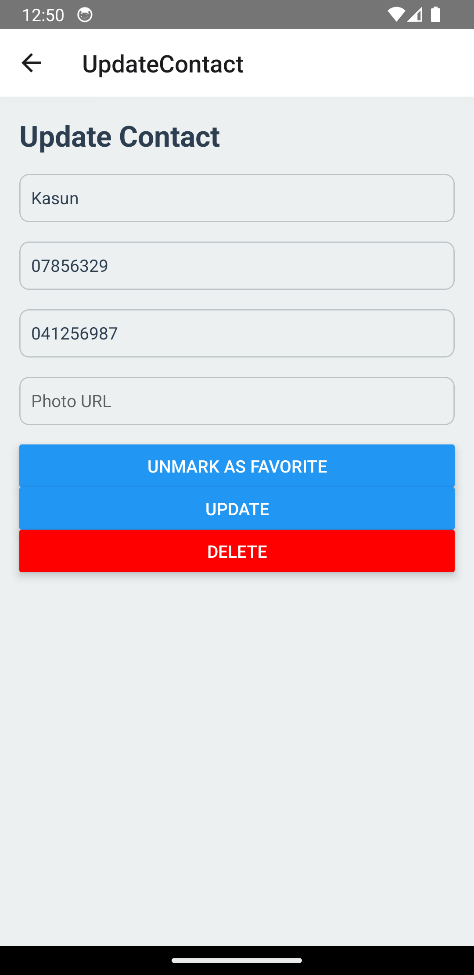 12:50
UpdateContact
Update Contact
Kasun
07856329
041256987
Photo URL
UNMARK AS FAVORITE
UPDATE
DELETE